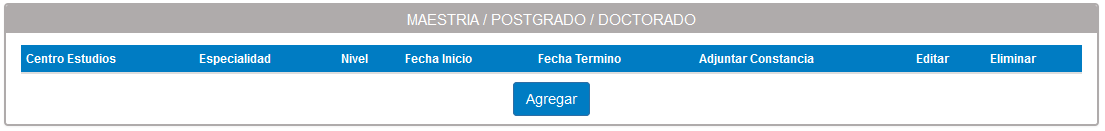 MAESTRIA / POSTGRADO / DOCTORADO
Centro Estudios Especialidad Nivel Fecha Inicio Fecha Termino Adjuntar Constancia Editar Eliminar
Agregar